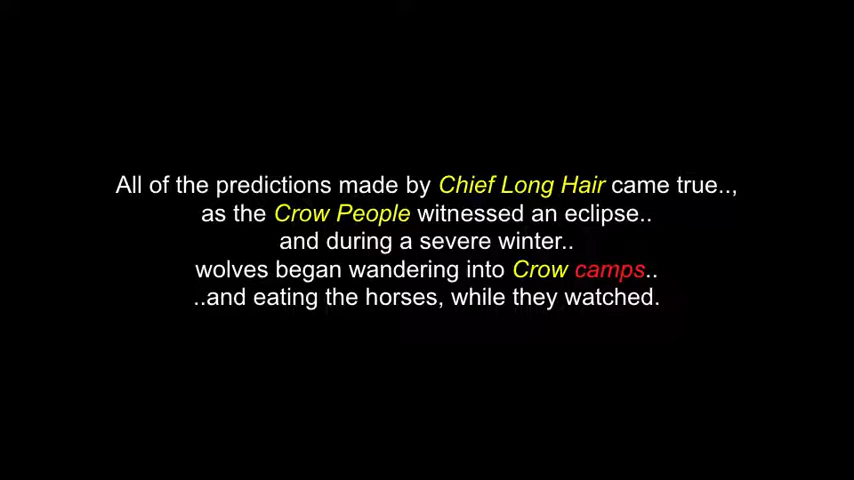 All of the predictions made by Chief Long Hair came true..,
as the Crow People witnessed an eclipse..
and during a severe winter..
wolves began wandering into Crow camps..
..and eating the horses, while they watched.